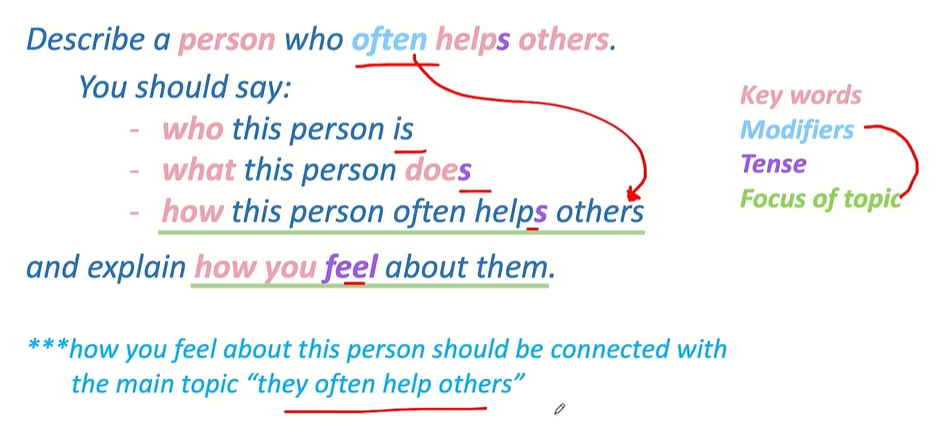 Describe a person who often helps others.
You should say:
- who this person is
- what this person does
- how this person often helps others
and explain how you feel about them.
***how you feel about this person should be connected with
the main topic “they often help others”
Key words
Modifiers
Tense
Focus of topic